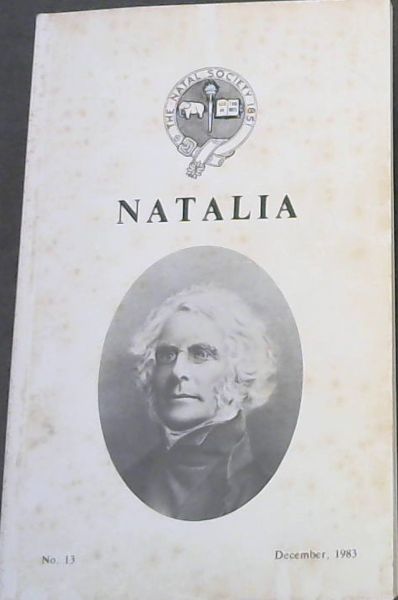 THE NATAL SOCIETY 1851
NATALIA
No. 13
December, 1983